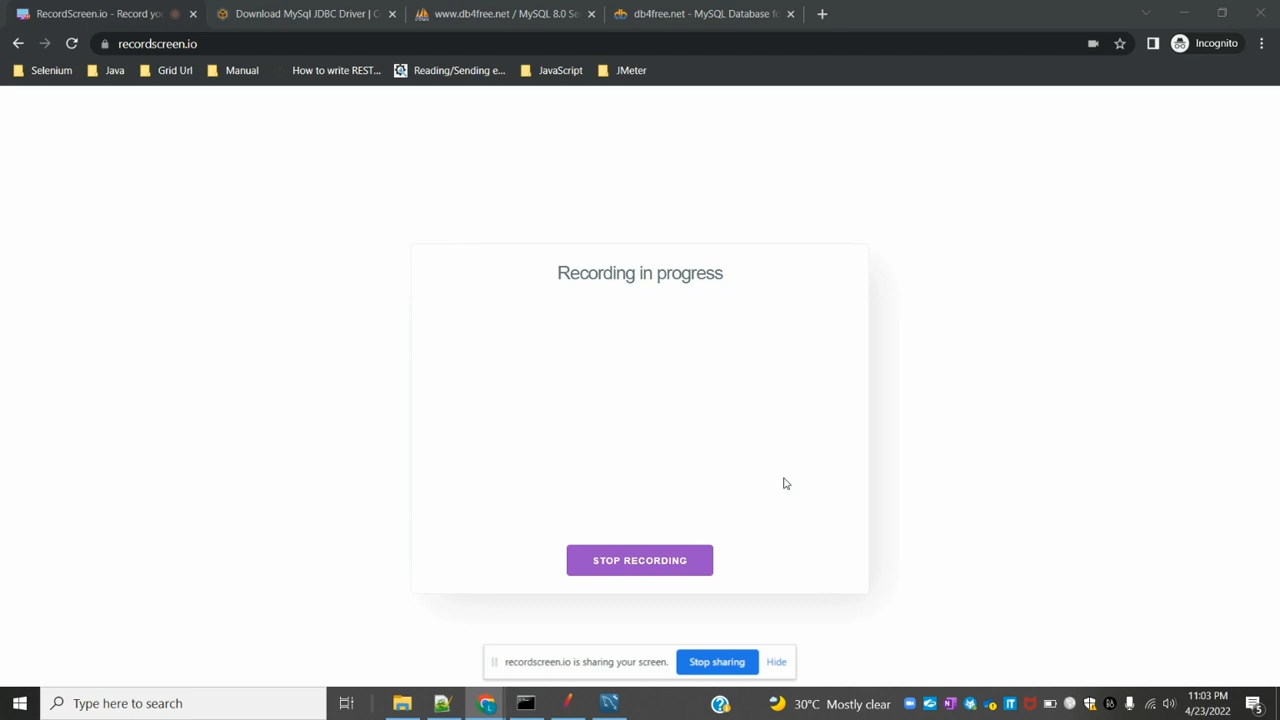 RecordScreen.io - Record you
Download MySql JDBC Driver | C
www.db4free.net / MySQL 8.0 Se
db4free.net - MySQL Database fo
recordscreen.io
Incognito
Selenium
Java
Grid Url
Manual
How to write REST...
Reading/Sending e...
JavaScript
JMeter
Recording in progress
STOP RECORDING
recordscreen.io is sharing your screen.
Stop sharing
Hide
Type here to search
30°C Mostly clear
11:03 PM
4/23/2022
5